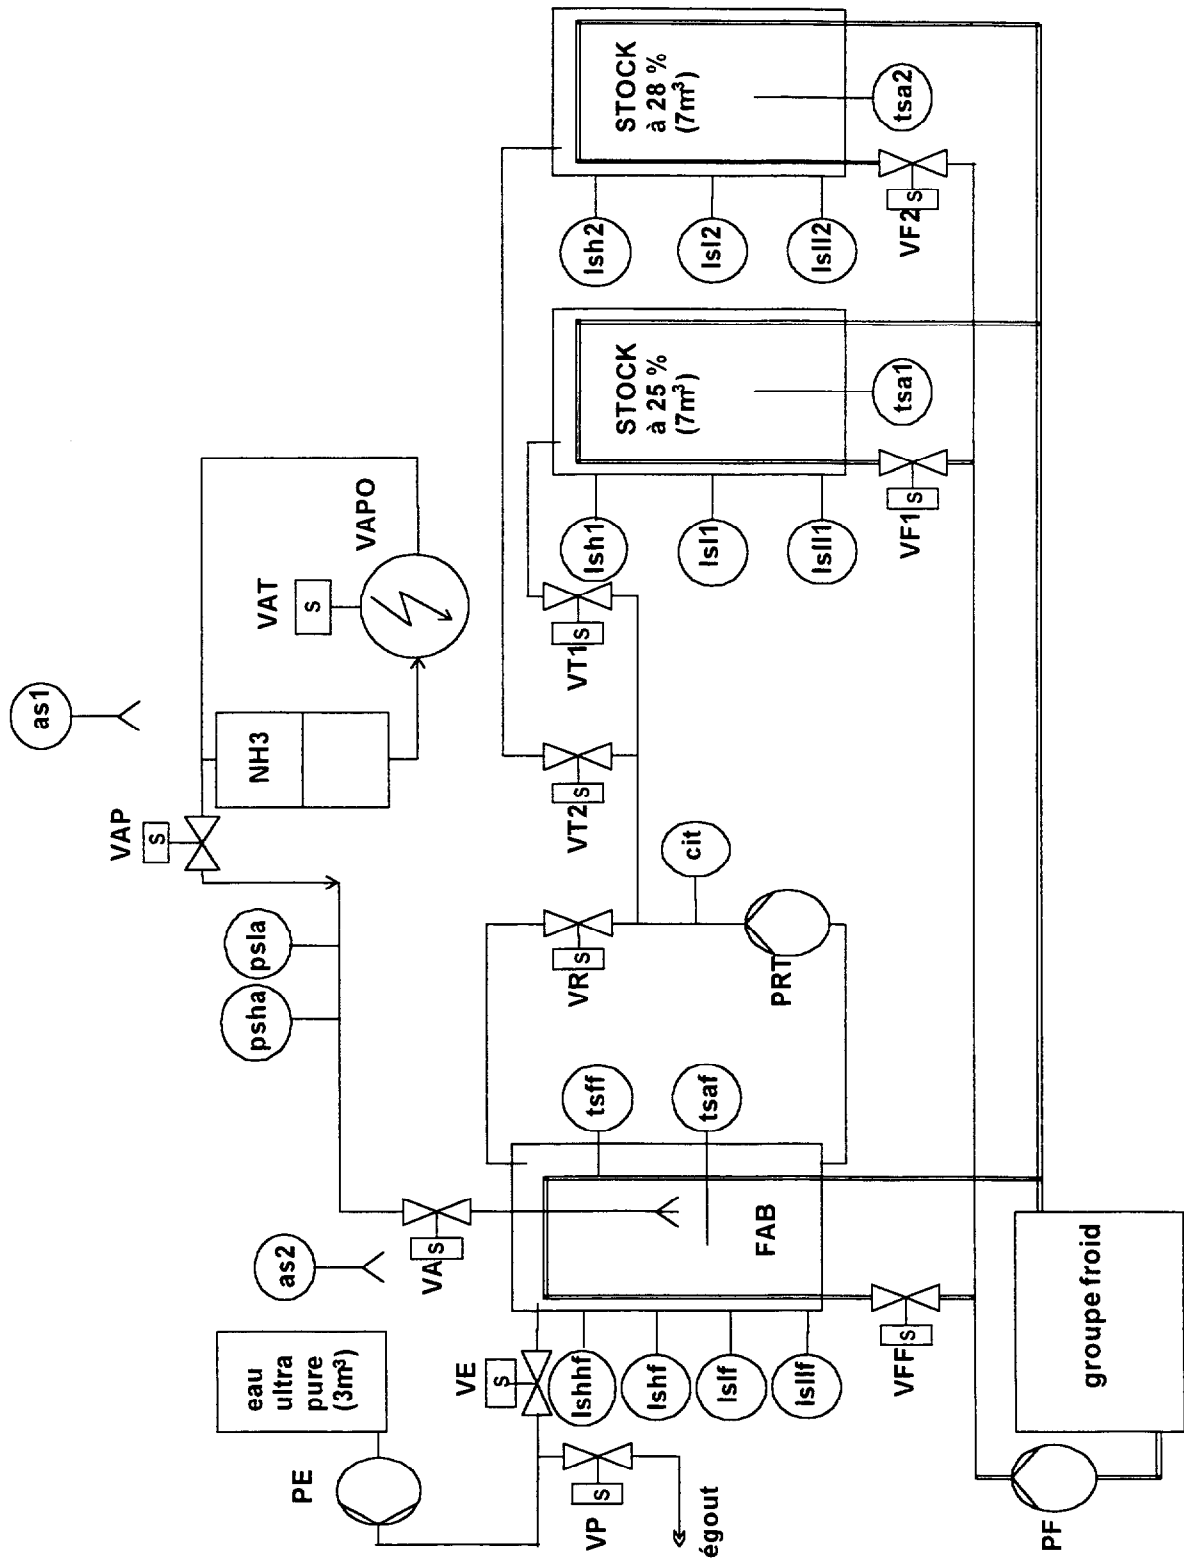 eau
ultra
pure
(3m³)
PE
VP
s
égout
VE
s
as2
VA
s
psha
psla
VAP
s
as1
NH3
VAT
s
VAPO
lshhf
lshf
lslf
lsllf
FAB
tsff
tsaf
VFF
s
VR
s
PRT
cit
VT2
s
VT1
s
lsh1
lsl1
lsll1
STOCK
à 25 %
(7m³)
tsa1
VF1
s
lsh2
lsl2
lsll2
STOCK
à 28 %
(7m³)
tsa2
VF2
s
PF
groupe froid